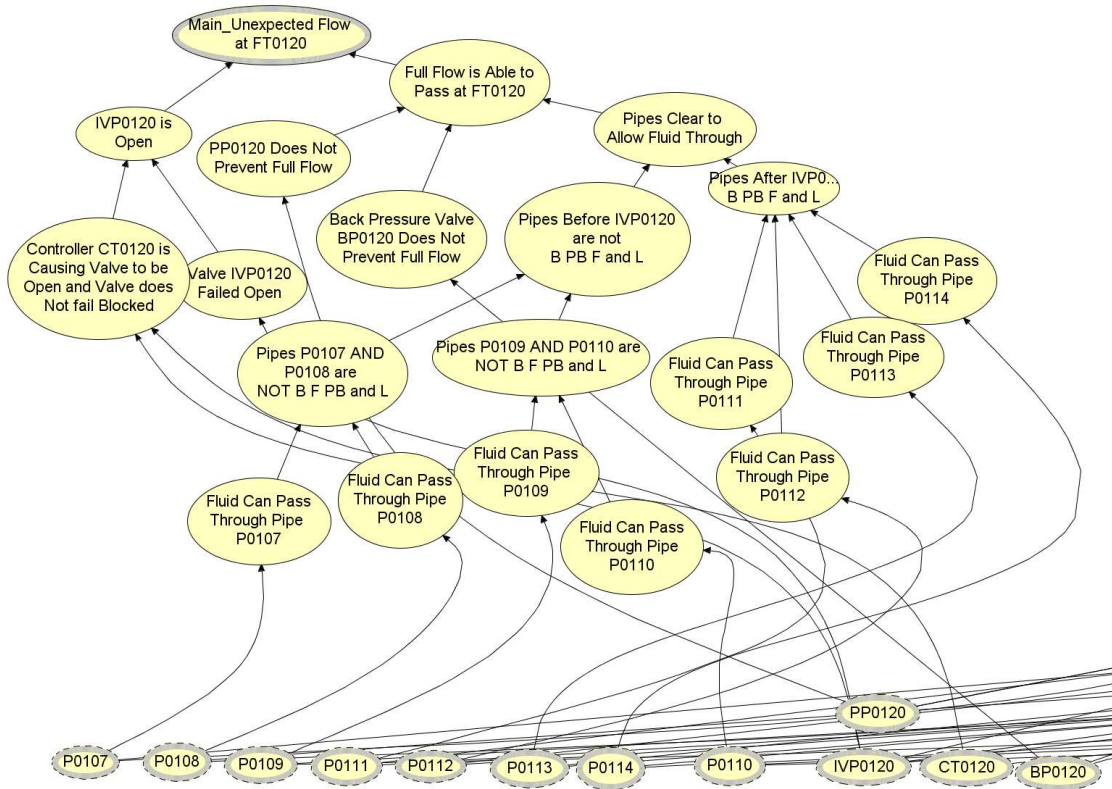 Main_Unexpected Flow
at FT0120
Full Flow is Able to
Pass at FT0120
IVP0120 is
Open
PP0120 Does Not
Prevent Full Flow
Pipes Clear to
Allow Fluid Through
Pipes After IVP0...
B PB F and L
Controller CT0120 is
Causing Valve to be
Open and Valve does
Not fail Blocked
Valve IVP0120
Failed Open
Back Pressure Valve
BP0120 Does Not
Prevent Full Flow
Pipes Before IVP0120
are not
B PB F and L
Fluid Can Pass
Through Pipe
P0114
Pipes P0107 AND
P0108 are
NOT B F PB and L
Pipes P0109 AND P0110 are
NOT B F PB and L
Fluid Can Pass
Through Pipe
P0111
Fluid Can Pass
Through Pipe
P0113
Fluid Can Pass
Through Pipe
P0107
Fluid Can Pass
Through Pipe
P0108
Fluid Can Pass
Through Pipe
P0109
Fluid Can Pass
Through Pipe
P0110
Fluid Can Pass
Through Pipe
P0112
PP0120
P0107
P0108
P0109
P0111
P0112
P0113
P0114
P0110
IVP0120
CT0120
BP0120